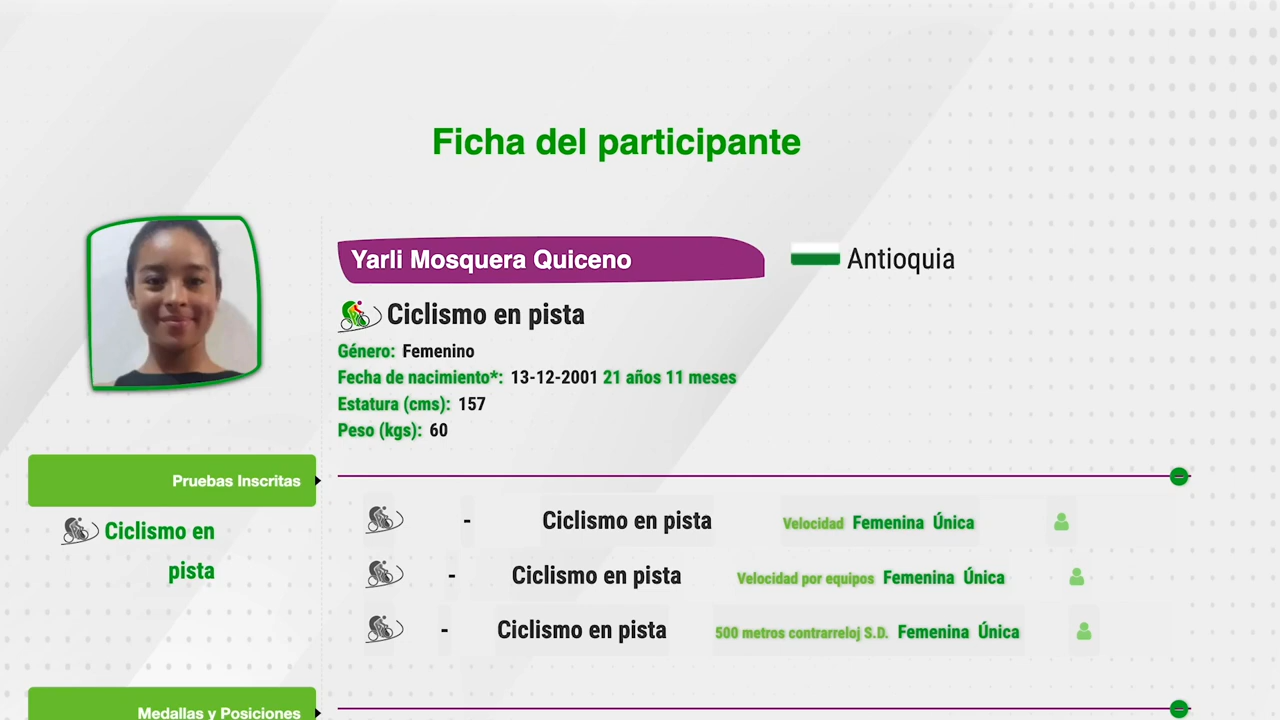 Ficha del participante
Yarli Mosquera Quiceno
Antioquia
Ciclismo en pista
Género: Femenino
Fecha de nacimiento*: 13-12-2001 21 años 11 meses
Estatura (cms): 157
Peso (kgs): 60
Pruebas Inscritas
Ciclismo en
pista
- Ciclismo en pista Velocidad Femenina Única
- Ciclismo en pista Velocidad por equipos Femenina Única
- Ciclismo en pista 500 metros contrarreloj S.D. Femenina Única
Medallas y Posiciones